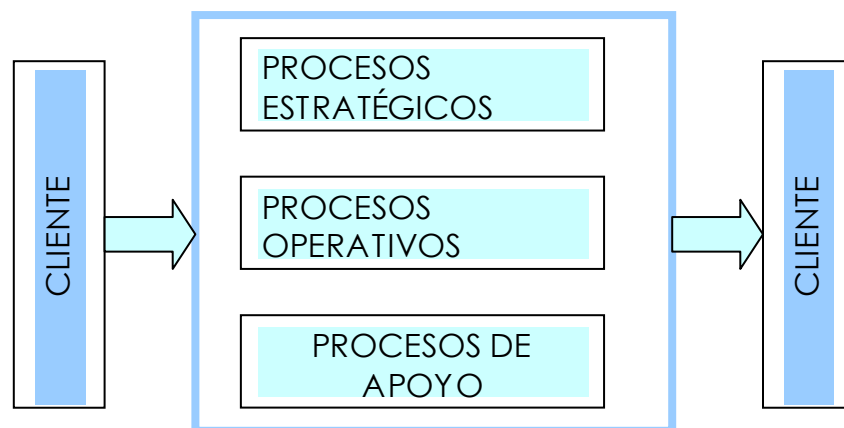 CLIENTE
PROCESOS
ESTRATÉGICOS
PROCESOS
OPERATIVOS
PROCESOS DE
APOYO
CLIENTE